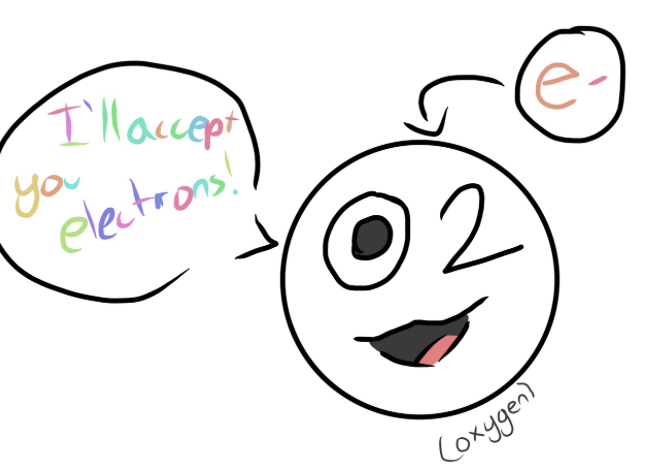 I'll accept
you
electrons!
e-
O2
(oxygen)